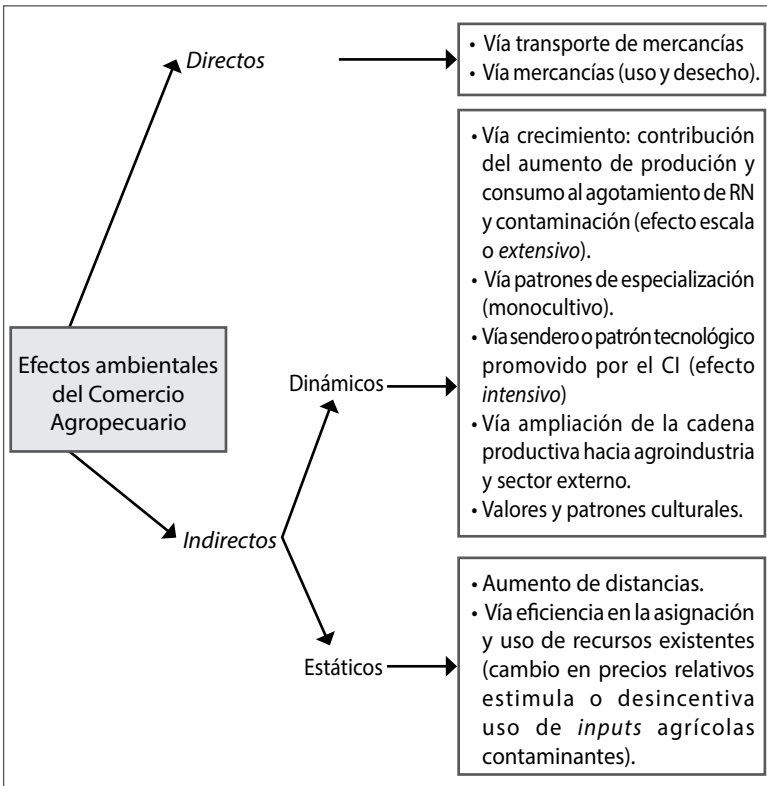 Directos
• Vía transporte de mercancías
• Vía mercancías (uso y desecho).
Efectos ambientales
del Comercio
Agropecuario
Indirectos
Dinámicos
• Vía crecimiento: contribución
del aumento de produción y
consumo al agotamiento de RN
y contaminación (efecto escala
o extensivo).
• Vía patrones de especialización
(monocultivo).
• Vía sendero o patrón tecnológico
promovido por el CI (efecto
intensivo)
• Vía ampliación de la cadena
productiva hacia agroindustria
y sector externo.
• Valores y patrones culturales.
Estáticos
• Aumento de distancias.
• Vía eficiencia en la asignación
y uso de recursos existentes
(cambio en precios relativos
estimula o desincentiva
uso de inputs agrícolas
contaminantes).